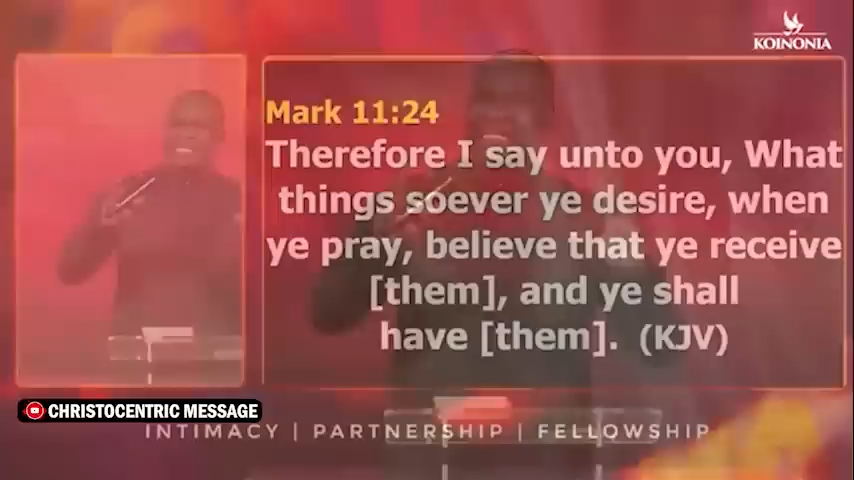 KOINONIA
Mark 11:24
Therefore I say unto you, What
things soever ye desire, when
ye pray, believe that ye receive
[them], and ye shall
have [them]. (KJV)
CHRISTOCENTRIC MESSAGE
INTIMACY | PARTNERSHIP | FELLOWSHIP